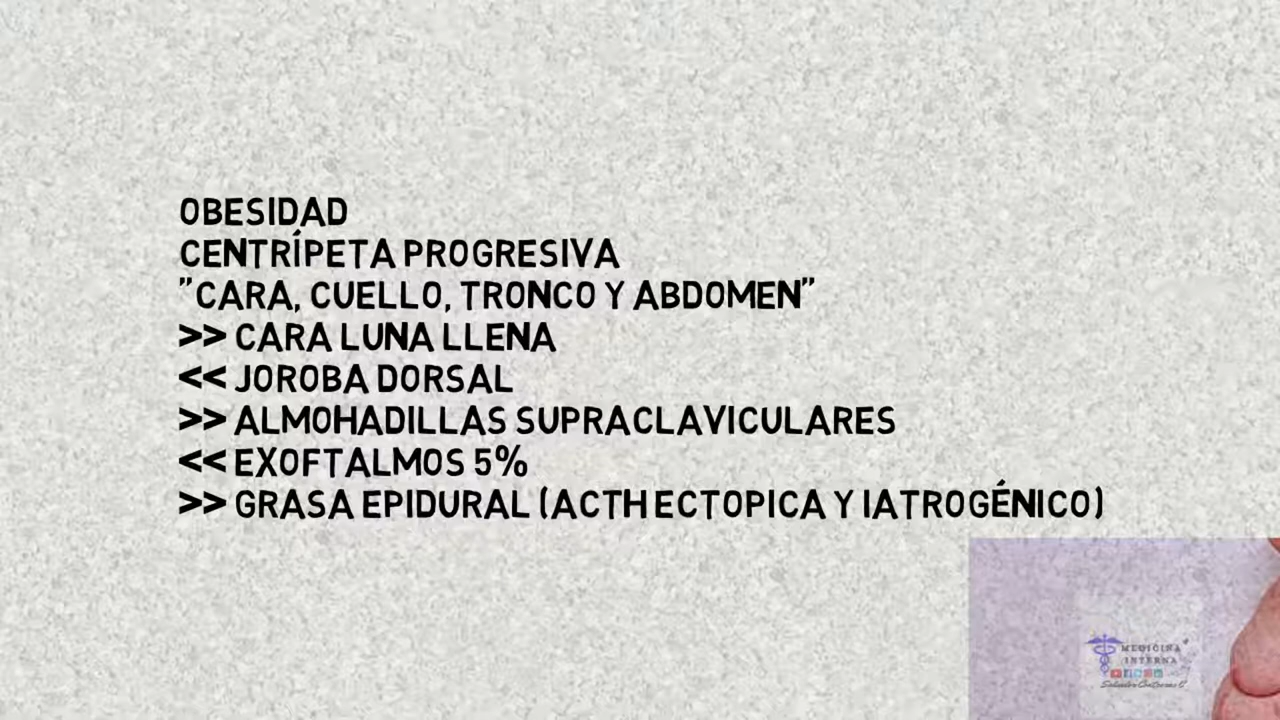 OBESIDAD
CENTRÍPETA PROGRESIVA
"CARA, CUELLO, TRONCO Y ABDOMEN"
>> CARA LUNA LLENA
<< JOROBA DORSAL
>> ALMOHADILLAS SUPRACLAVICULARES
<< EXOFTALMOS 5%
>> GRASA EPIDURAL (ACTH ECTOPICA Y IATROGÉNICO)
MEDICINA
INTERNA